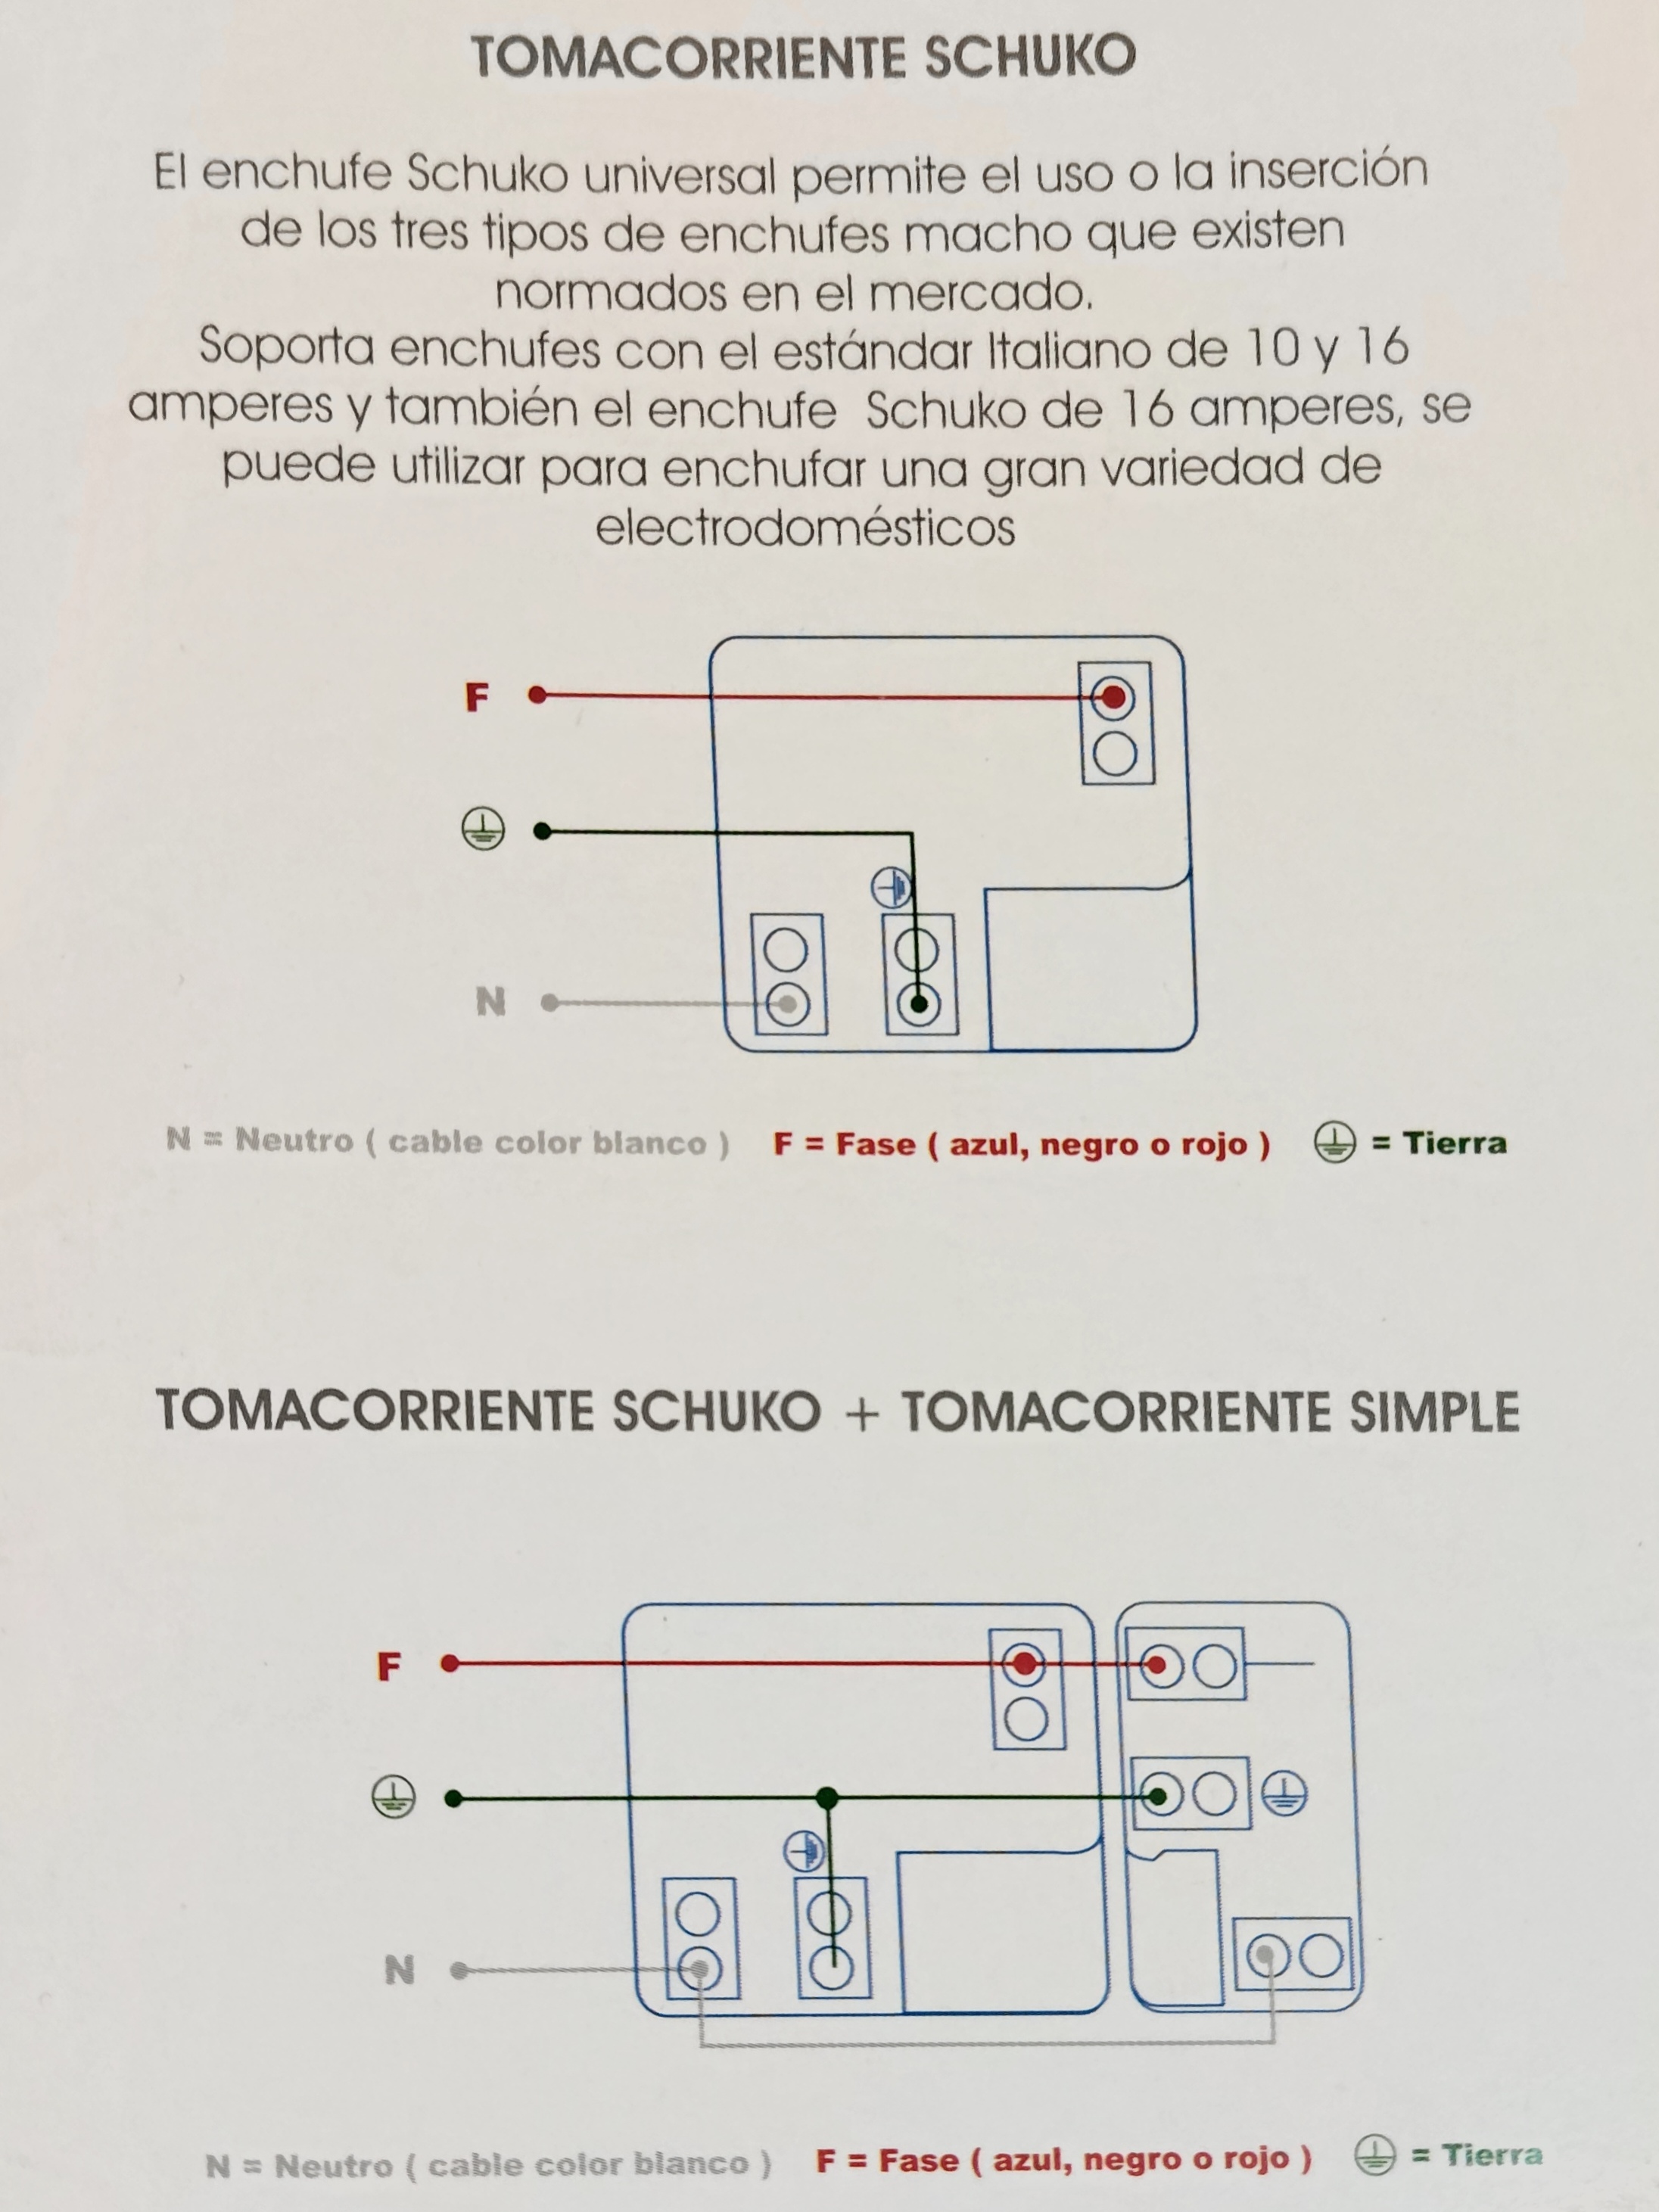 TOMACORRIENTE SCHUKO
El enchufe Schuko universal permite el uso o la inserción
de los tres tipos de enchufes macho que existen
normados en el mercado.
Soporta enchufes con el estándar Italiano de 10 y 16
amperes y también el enchufe Schuko de 16 amperes, se
puede utilizar para enchufar una gran variedad de
electrodomésticos
F
N
N = Neutro ( cable color blanco ) F = Fase ( azul, negro o rojo ) = Tierra
TOMACORRIENTE SCHUKO + TOMACORRIENTE SIMPLE
F
N
N = Neutro ( cable color blanco ) F = Fase ( azul, negro o rojo ) = Tierra